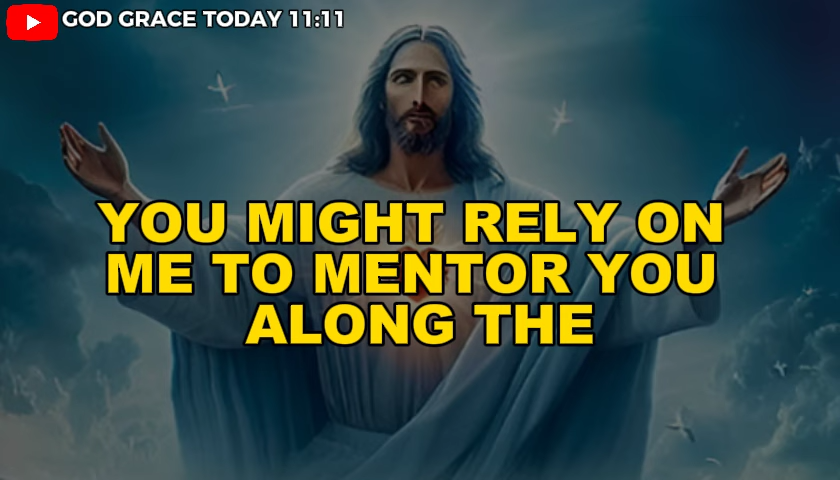 GOD GRACE TODAY 11:11
YOU MIGHT RELY ON
ME TO MENTOR YOU
ALONG THE